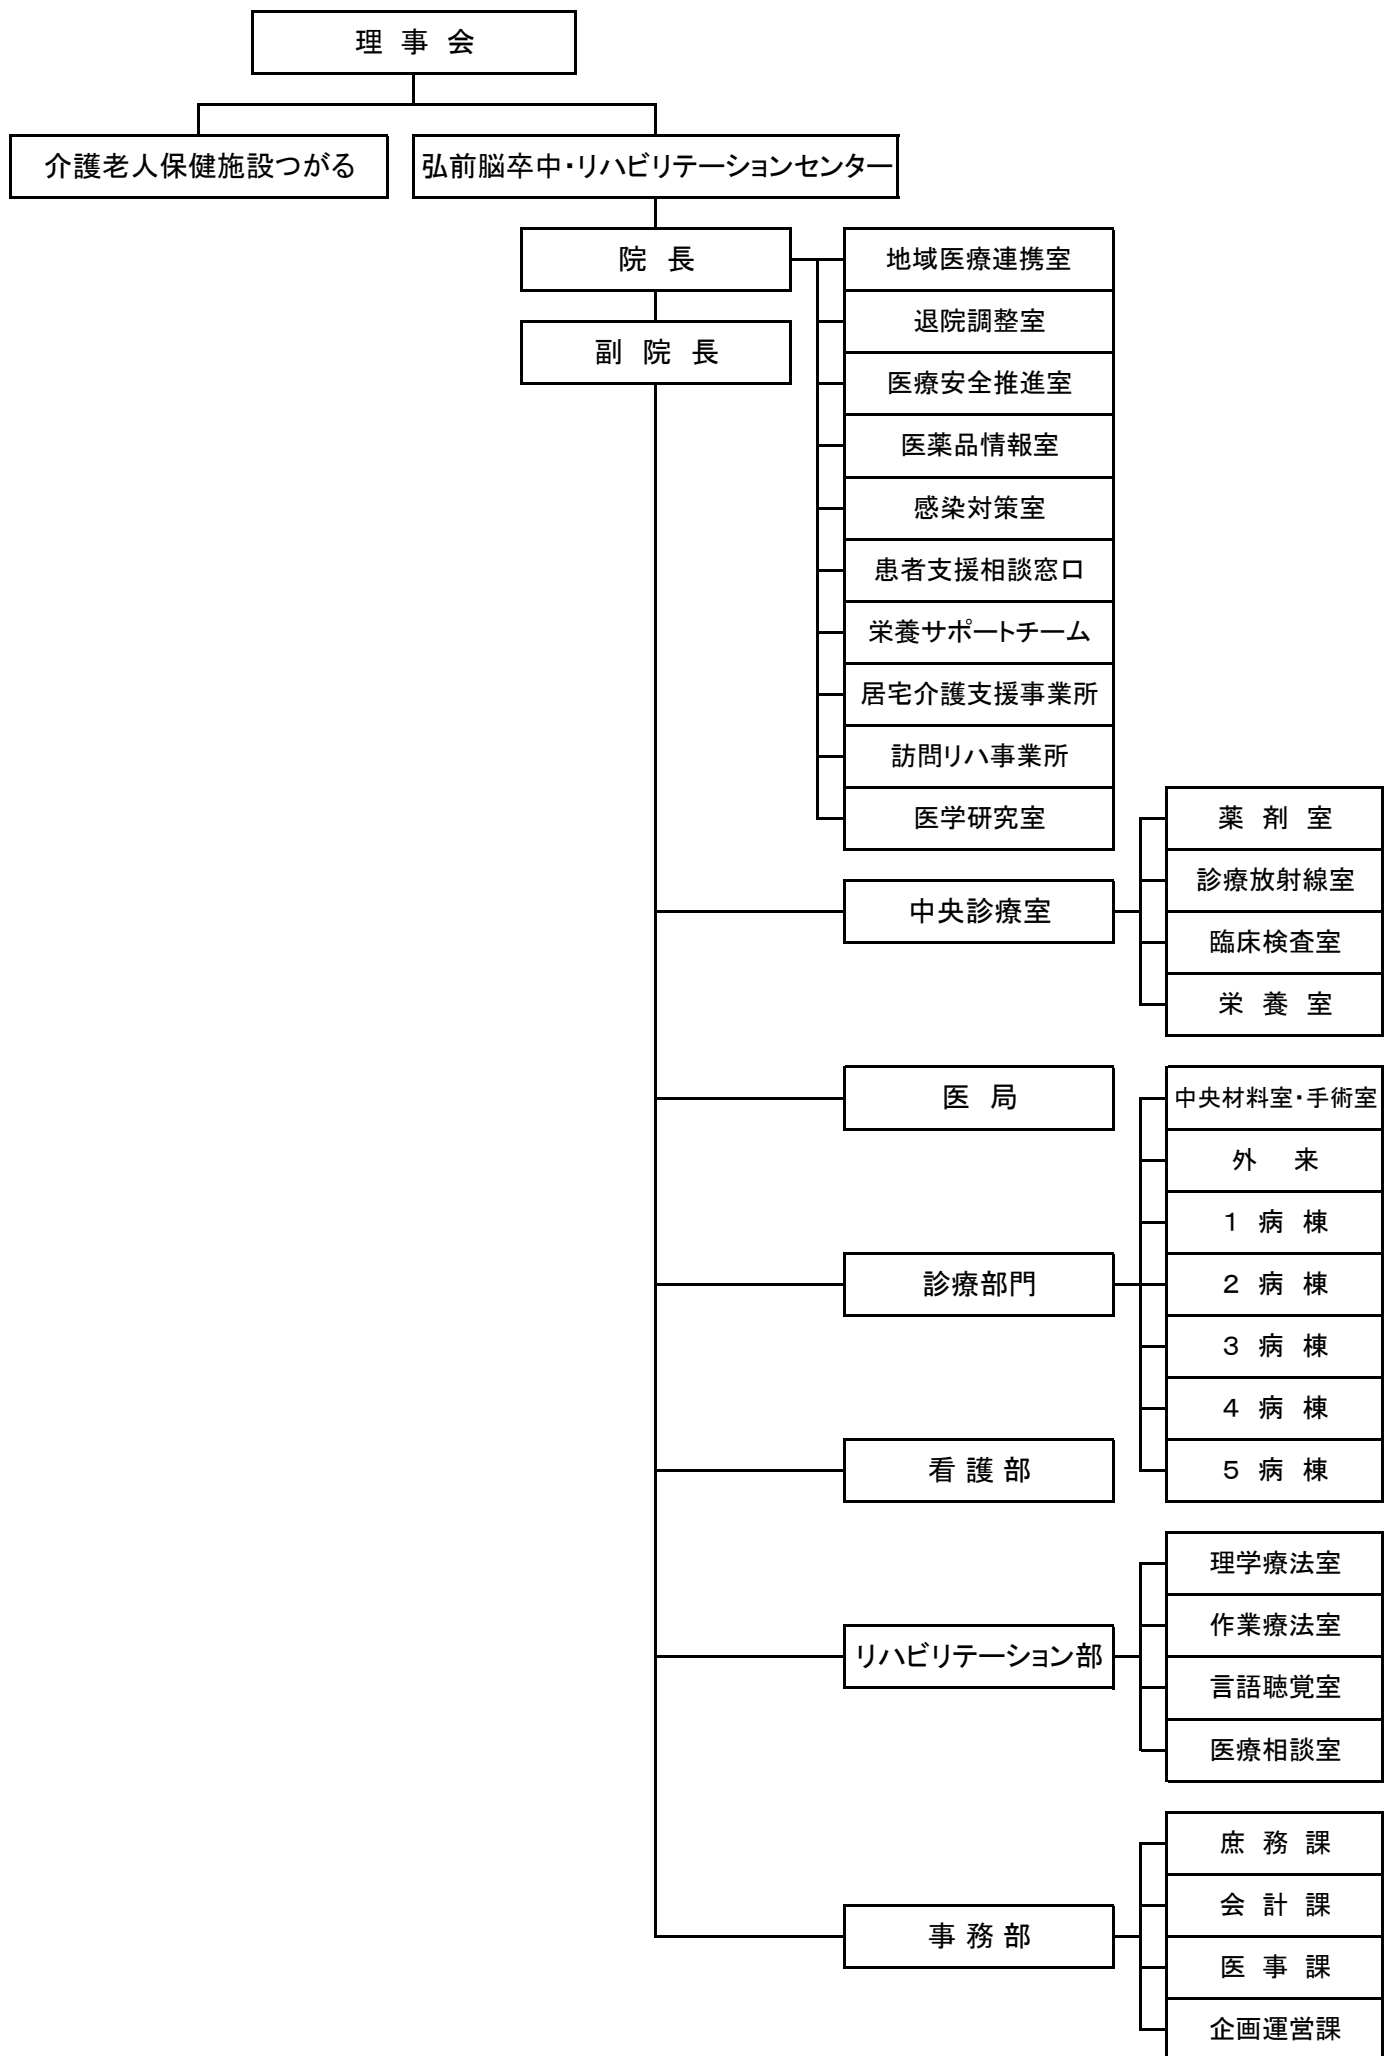 理 事 会
介護老人保健施設つがる
弘前脳卒中・リハビリテーションセンター
院 長
副 院 長
地域医療連携室
退院調整室
医療安全推進室
医薬品情報室
感染対策室
患者支援相談窓口
栄養サポートチーム
居宅介護支援事業所
訪問リハ事業所
医学研究室
中央診療室
薬 剤 室
診療放射線室
臨床検査室
栄 養 室
医 局
診療部門
中央材料室・手術室
外 来
1 病 棟
2 病 棟
3 病 棟
4 病 棟
5 病 棟
看 護 部
リハビリテーション部
理学療法室
作業療法室
言語聴覚室
医療相談室
事 務 部
庶 務 課
会 計 課
医 事 課
企画運営課